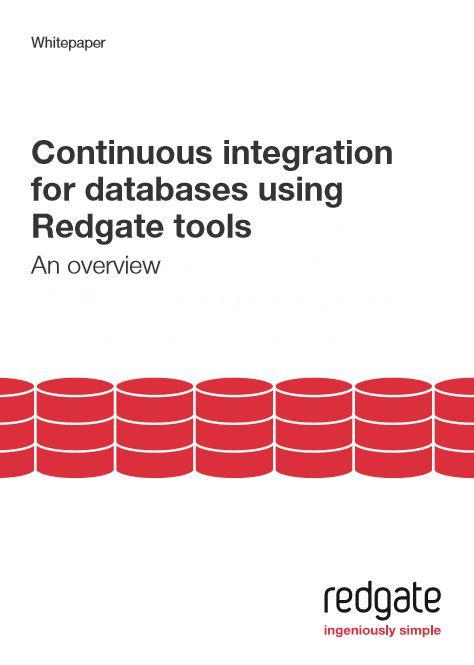 Whitepaper
Continuous integration
for databases using
Redgate tools
An overview
redgate
ingeniously simple